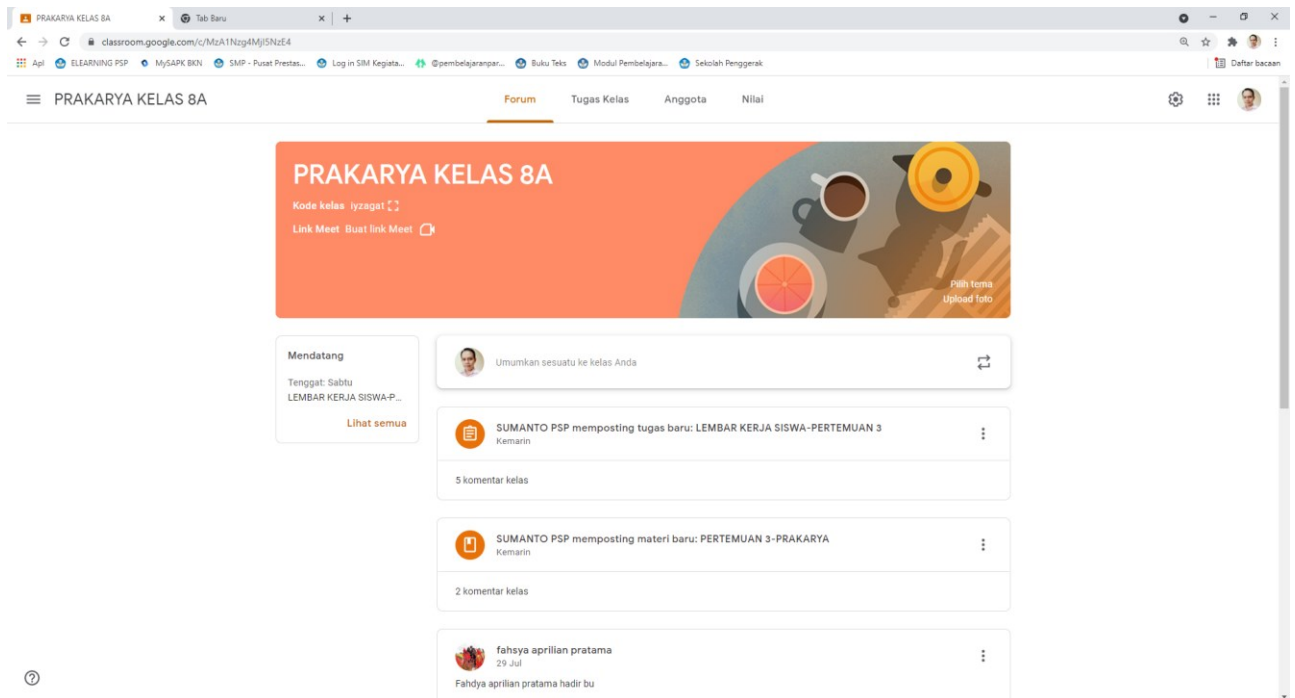 PRAKARYA KELAS 8A
Tab Baru
classroom.google.com/c/MzA1Nzg4MjI5NzE4
Apl ELEARNING PSP MySAPK BKN SMP - Pusat Prestas... Log in SIM Kegiata... @pembelajaranpar... Buku Teks Modul Pembelajara... Sekolah Penggerak Daftar bacaan
PRAKARYA KELAS 8A
Forum Tugas Kelas Anggota Nilai
PRAKARYA KELAS 8A
Kode kelas iyzagat
Link Meet Buat link Meet
Pilih tema
Upload foto
Mendatang
Tenggat: Sabtu
LEMBAR KERJA SISWA-P...
Lihat semua
Umumkan sesuatu ke kelas Anda
SUMANTO PSP memposting tugas baru: LEMBAR KERJA SISWA-PERTEMUAN 3
Kemarin
5 komentar kelas
SUMANTO PSP memposting materi baru: PERTEMUAN 3-PRAKARYA
Kemarin
2 komentar kelas
fahsya aprilian pratama
29 Jul
Fahdya aprilian pratama hadir bu